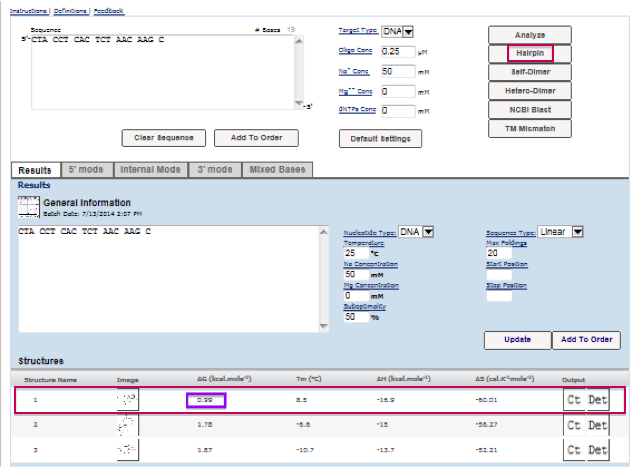 Instructions | Definitions | Feedback
Sequence # Bases 19
5'- CTA CCT CAC TCT AAC AAG C
-3'
Clear Sequence Add To Order
Target Type DNA
Oligo Conc 0.25 µM
Na+ Conc 50 mM
Mg++ Conc 0 mM
dNTPs Conc 0 mM
Default Settings
Analyze
Hairpin
Self-Dimer
Hetero-Dimer
NCBI Blast
TM Mismatch
Results 5' mods Internal Mods 3' mods Mixed Bases
Results
General Information
Batch Date: 7/13/2014 2:07 PM
CTA CCT CAC TCT AAC AAG C
Nucleotide Type: DNA
Temperature
25 °C
Na Concentration
50 mM
Mg Concentration
0 mM
Suboptimality
50 %
Sequence Type: Linear
Max Foldings
20
Start Position
Stop Position
Update Add To Order
Structures
Structure Name Image ΔG (kcal.mole-1) Tm (°C) ΔH (kcal.mole-1) ΔS (cal.K-1mole-1) Output
1 0.99 8.5 -16.9 -60.01 Ct Det
2 1.78 -6.6 -15 -56.27 Ct Det
3 1.87 -10.7 -13.7 -52.21 Ct Det